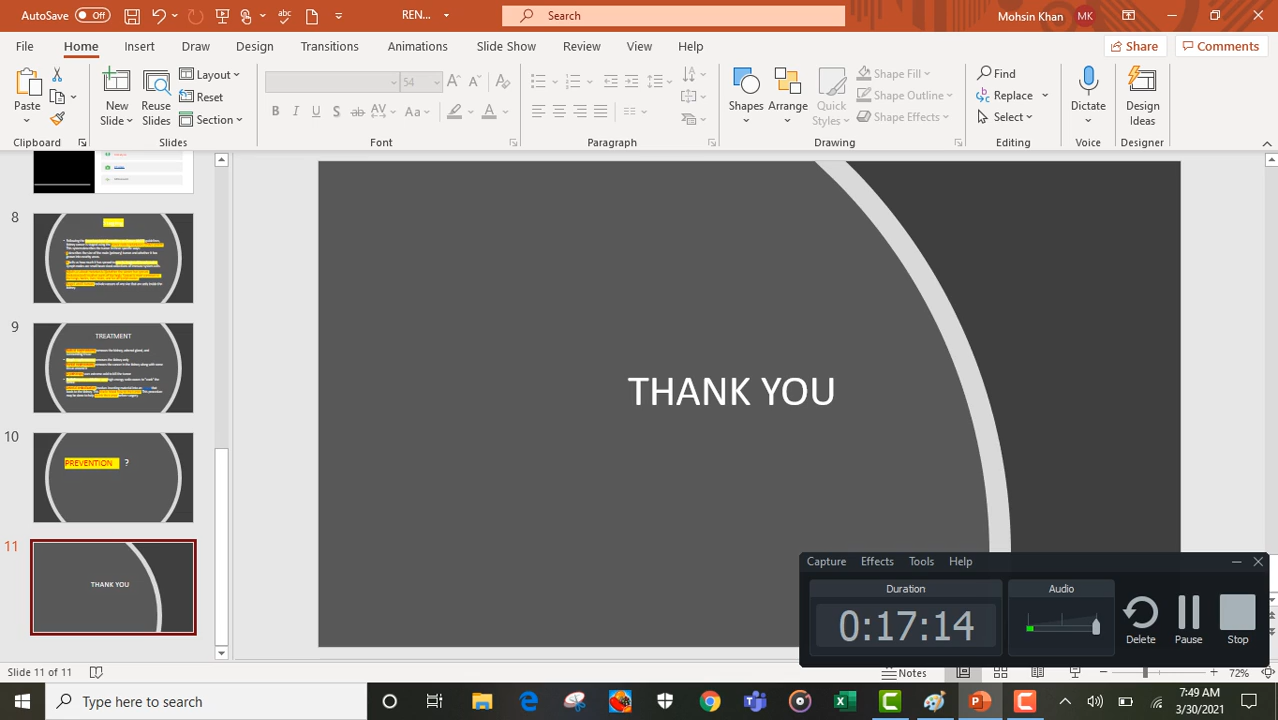 AutoSave Off REN... Search Mohsin Khan MK
File Home Insert Draw Design Transitions Animations Slide Show Review View Help Share Comments
Paste New Slide Reuse Slides Layout Reset Section 54 Shapes Arrange Quick Styles Shape Fill Shape Outline Shape Effects Find Replace Select Dictate Design Ideas
Clipboard Slides Font Paragraph Drawing Editing Voice Designer
8
9
TREATMENT
10
PREVENTION ?
11
THANK YOU
THANK YOU
Capture Effects Tools Help
Duration Audio
0:17:14
Delete Pause Stop
Slide 11 of 11 Notes 72%
Type here to search 7:49 AM
3/30/2021